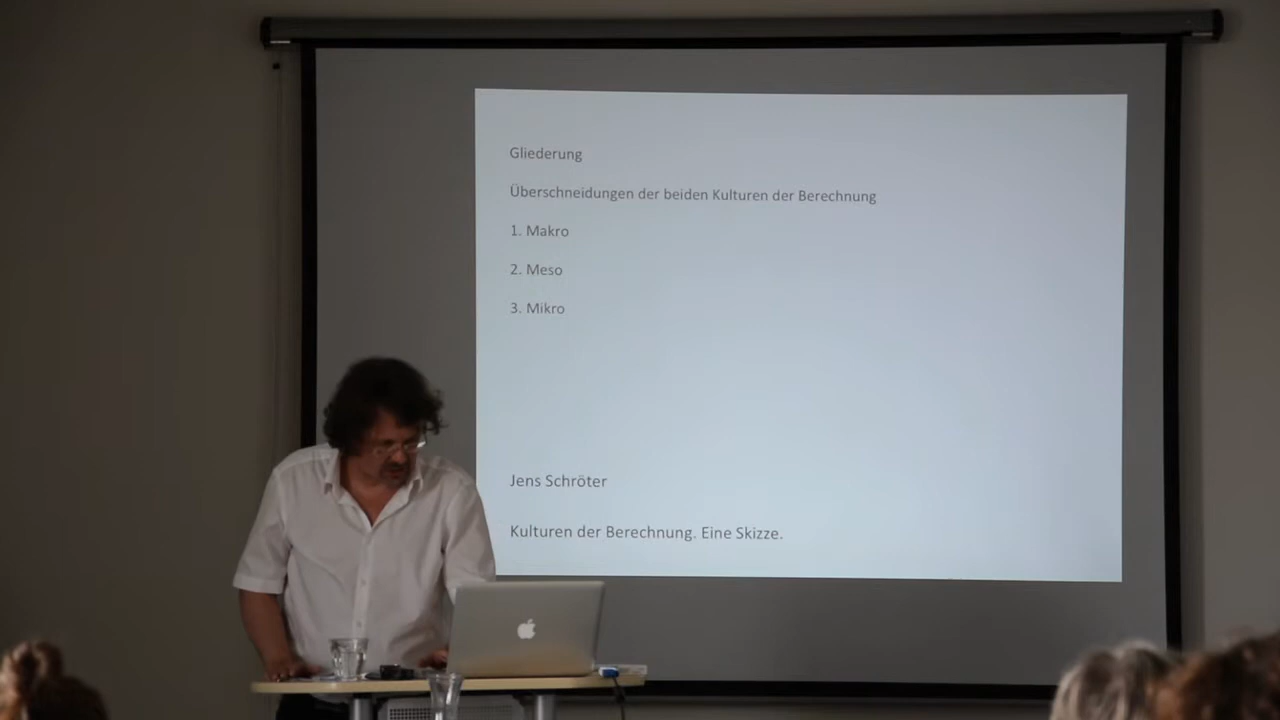 Gliederung
Überschneidungen der beiden Kulturen der Berechnung
1. Makro
2. Meso
3. Mikro
Jens Schröter
Kulturen der Berechnung. Eine Skizze.